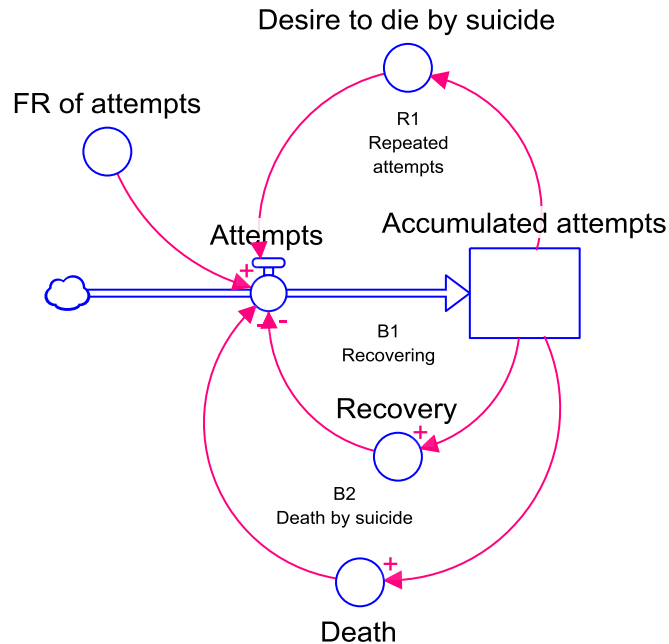 Desire to die by suicide
FR of attempts
R1
Repeated
attempts
Attempts
Accumulated attempts
+
- -
B1
Recovering
Recovery
+
B2
Death by suicide
+
Death